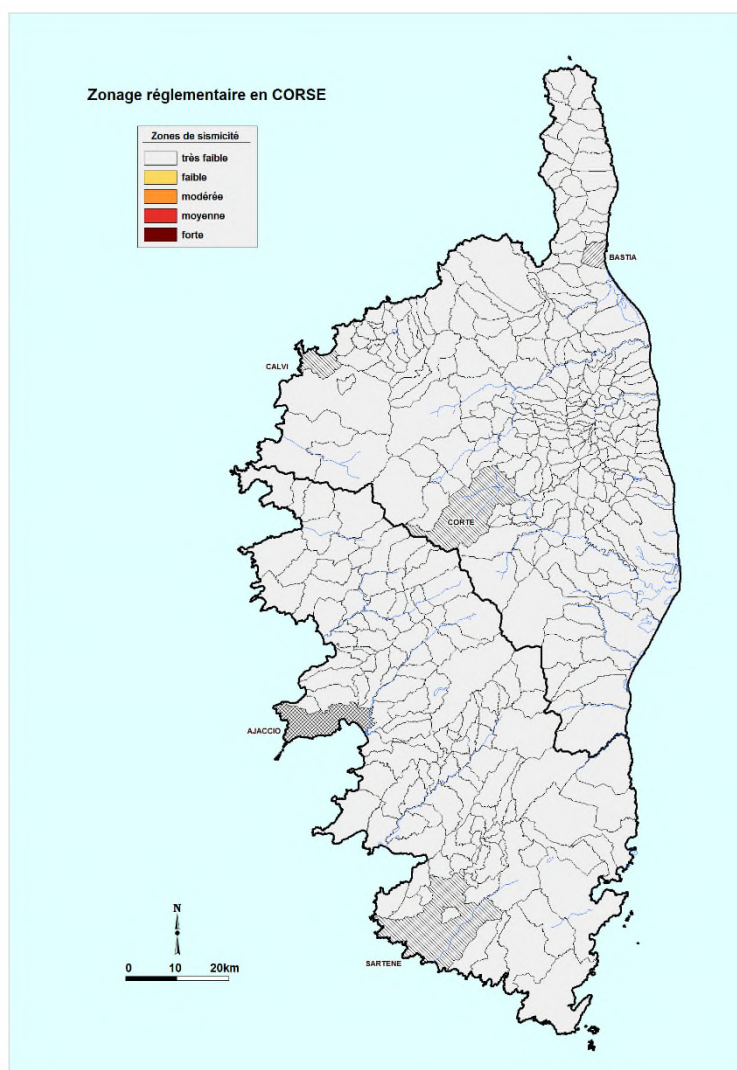 Zonage réglementaire en CORSE
Zones de sismicité
très faible
faible
modérée
moyenne
forte
BASTIA
CALVI
CORTE
AJACCIO
SARTENE
N
0 10 20km